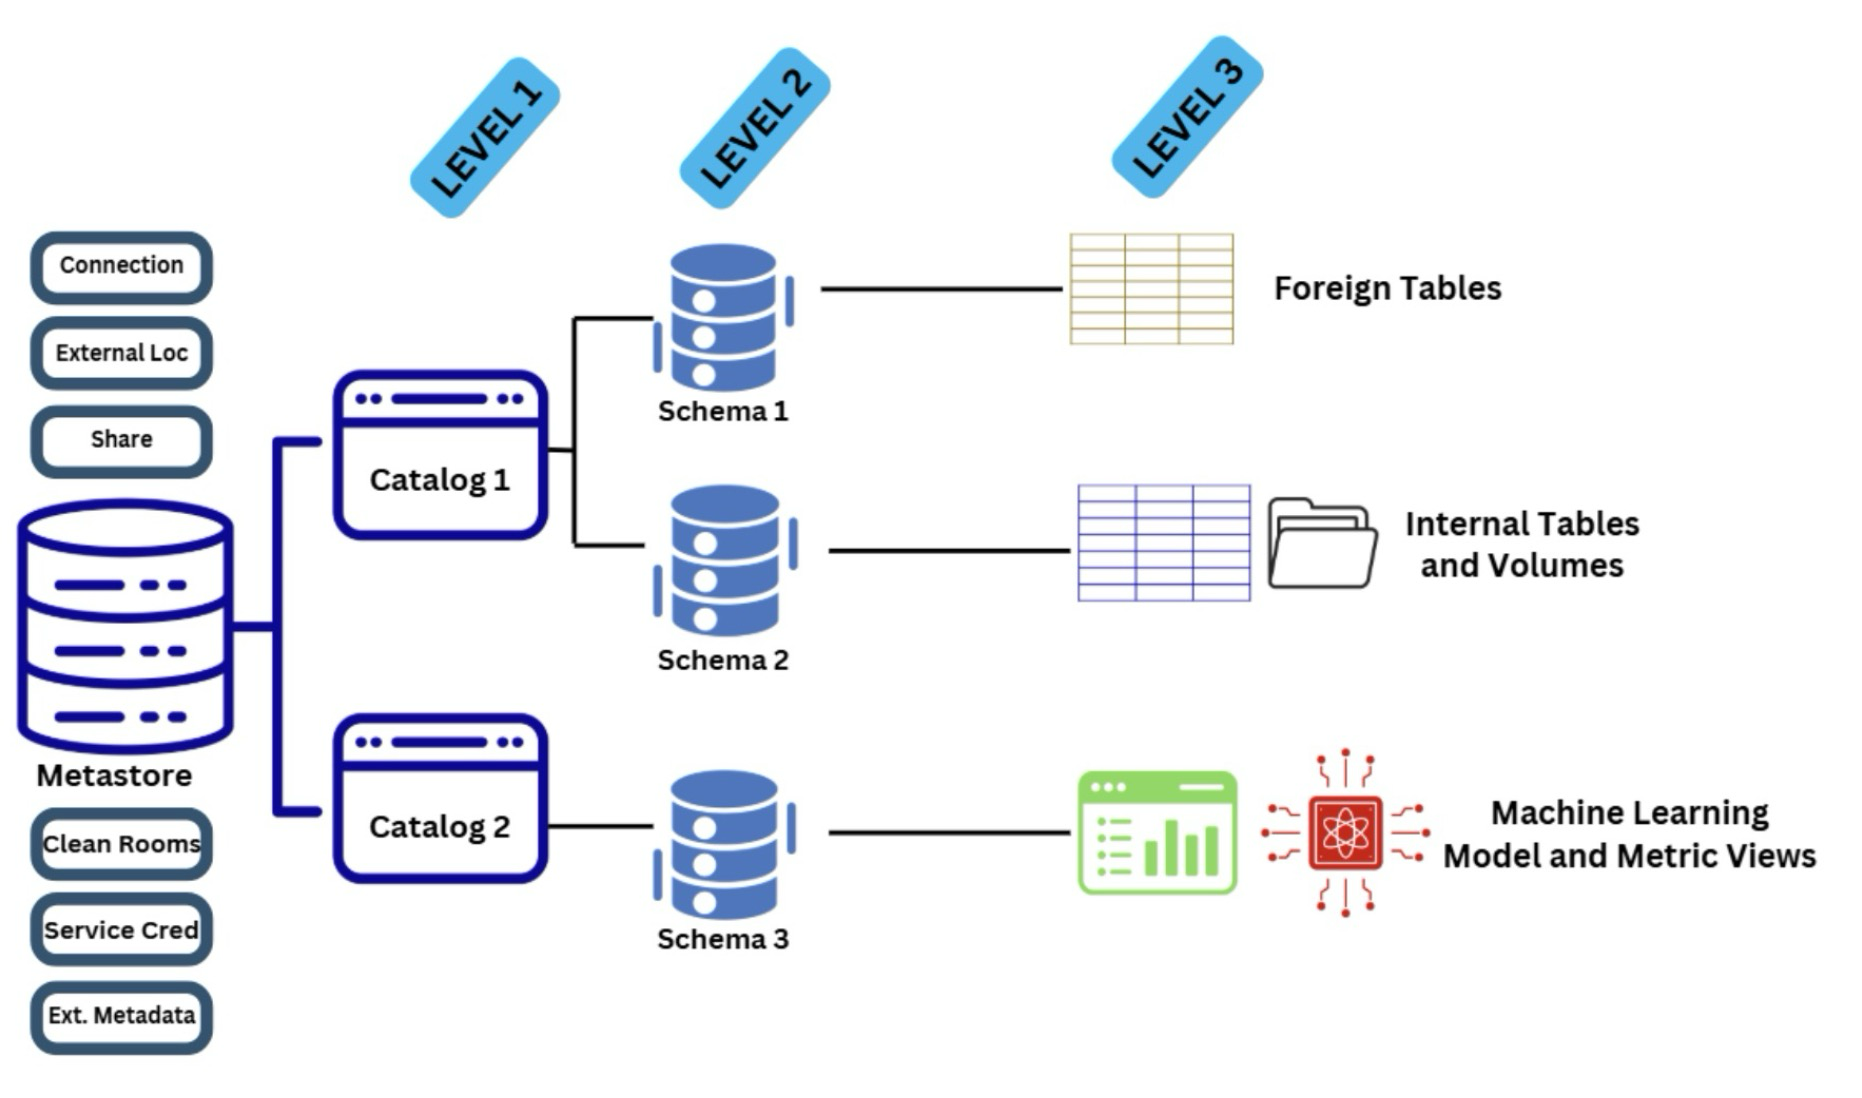 LEVEL 1
LEVEL 2
LEVEL 3
Connection
External Loc
Share
Metastore
Clean Rooms
Service Cred
Ext. Metadata
Catalog 1
Catalog 2
Schema 1
Schema 2
Schema 3
Foreign Tables
Internal Tables
and Volumes
Machine Learning
Model and Metric Views